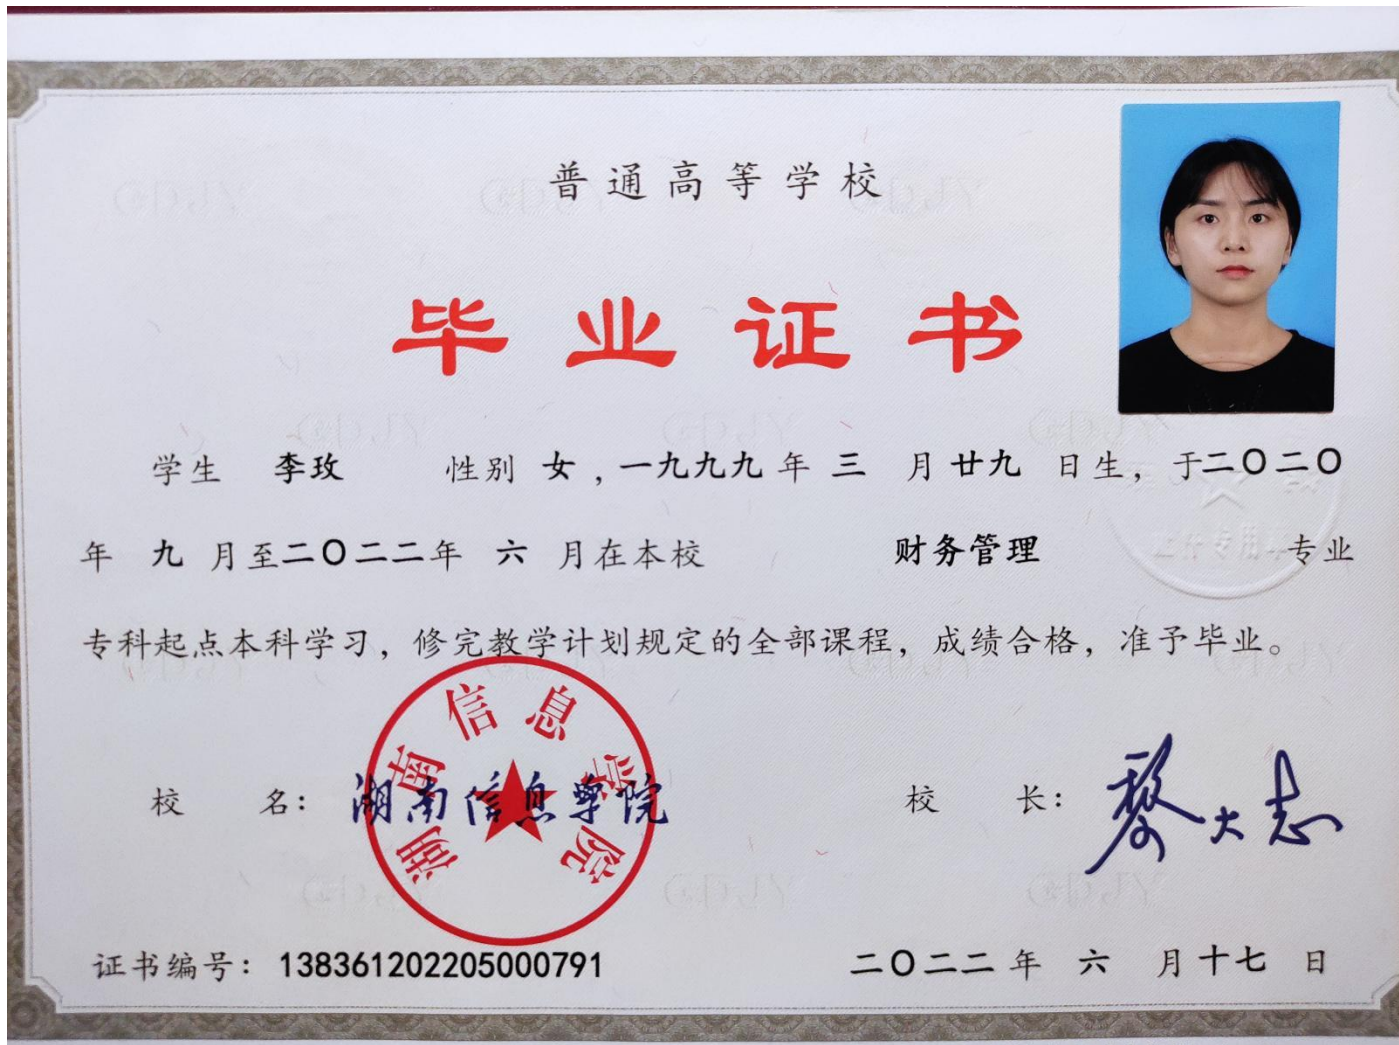 普通高等学校
毕业证书
学生 李玫 性别 女，一九九九 年 三 月 廿九 日生，于二〇二〇
年 九 月至二〇二二年 六 月在本校 财务管理 专业
专科起点本科学习，修完教学计划规定的全部课程，成绩合格，准予毕业。
湖南信息学院
校 名：湖南信息学院 校 长：黎大志
证书编号：138361202205000791 二〇二二 年 六 月 十七 日